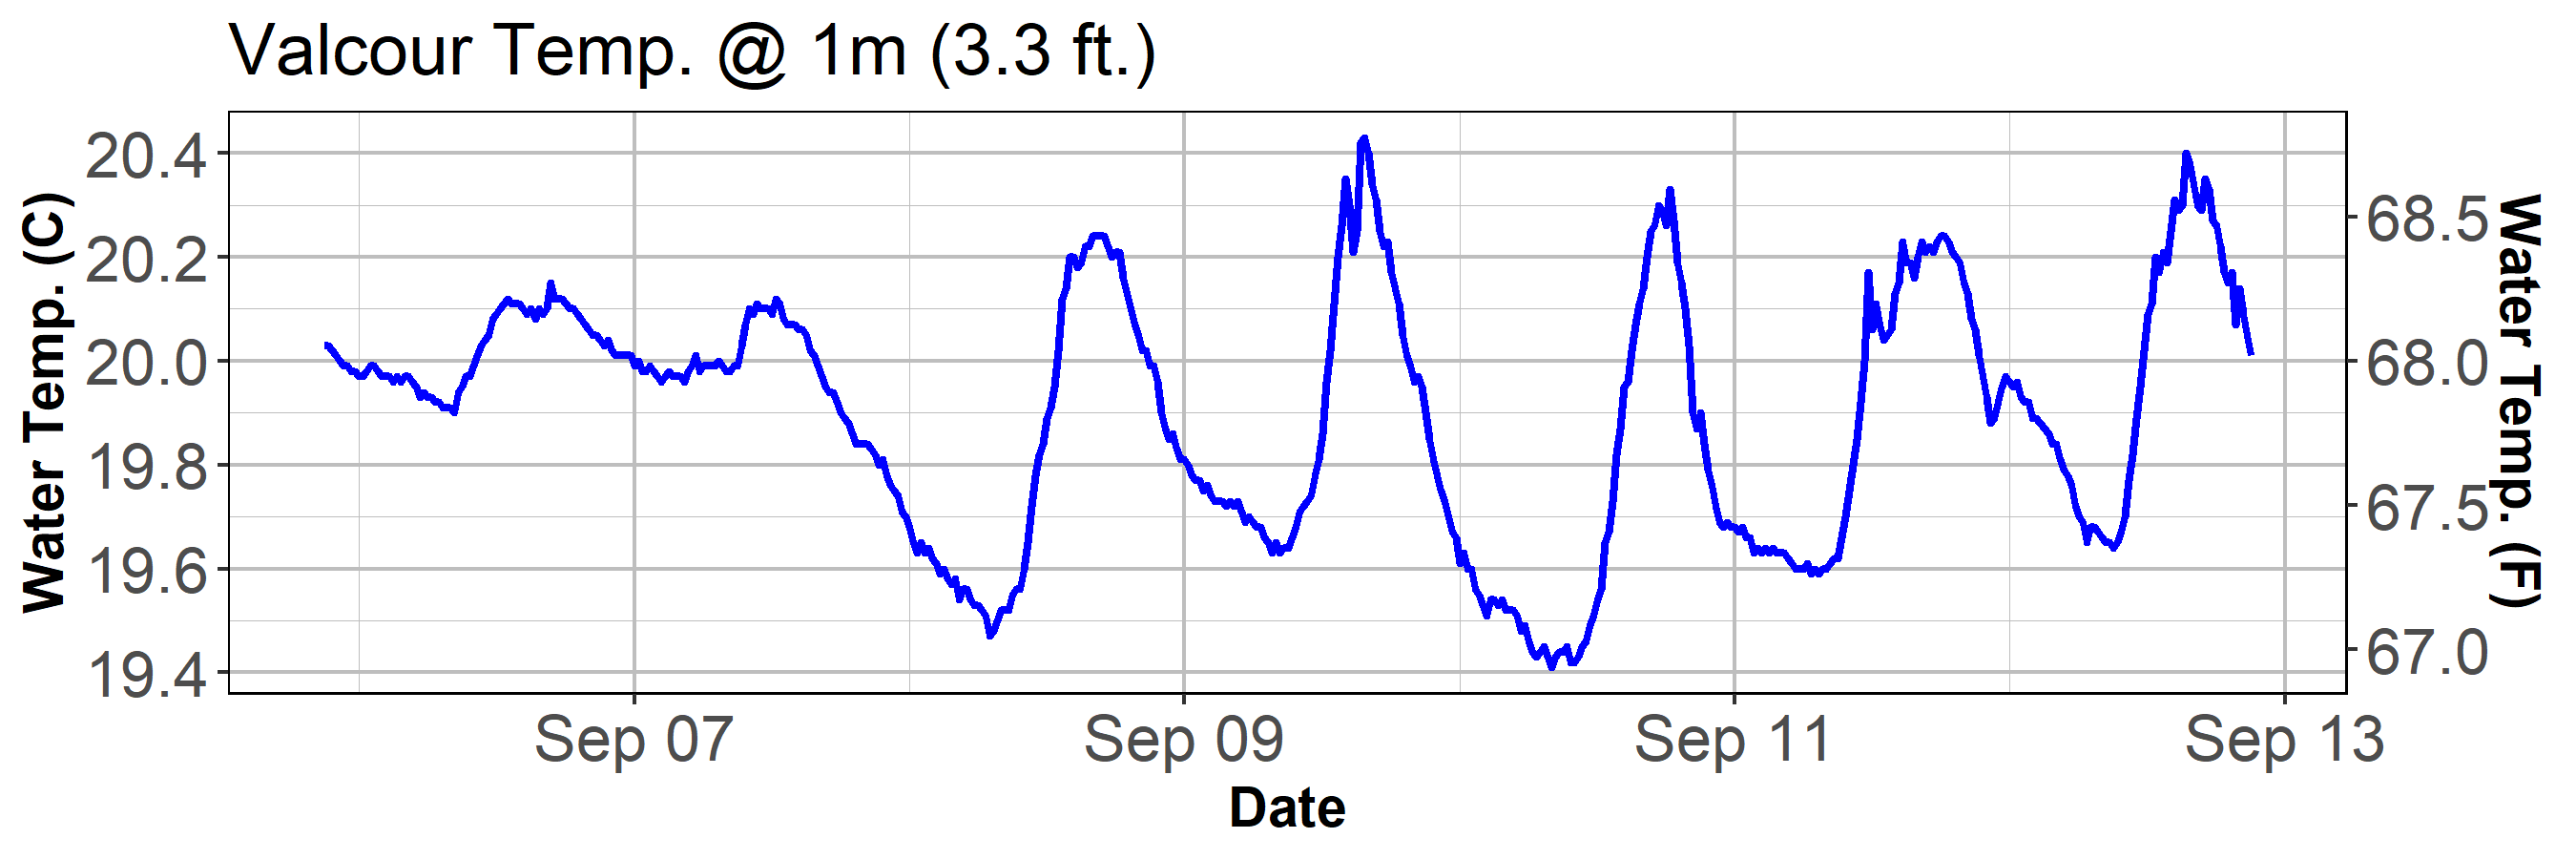 Valcour Temp. @ 1m (3.3 ft.)
Water Temp. (C)
20.4
20.2
20.0
19.8
19.6
19.4
68.5
68.0
67.5
67.0
Water Temp. (F)
Sep 07 Sep 09 Sep 11 Sep 13
Date